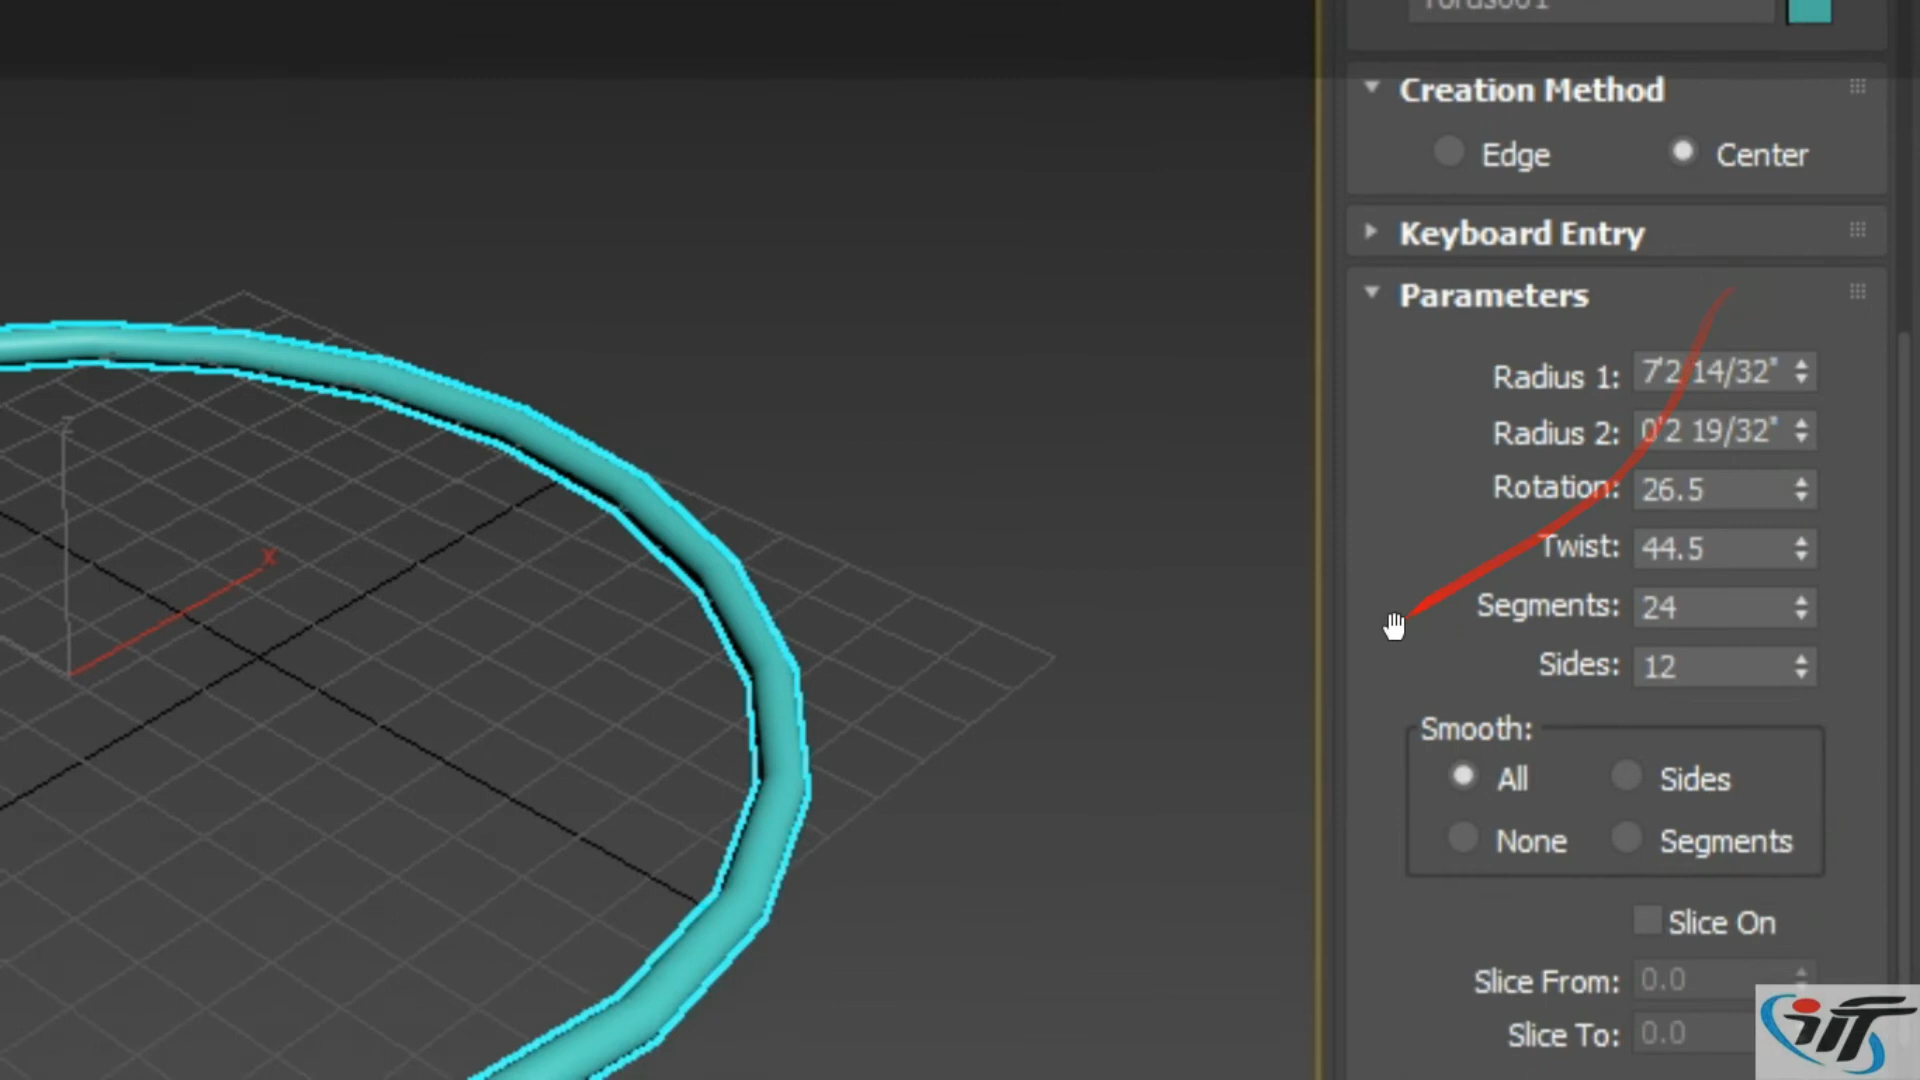 Torus001
Creation Method
Edge
Center
Keyboard Entry
Parameters
Radius 1: 7'2 14/32"
Radius 2: 0'2 19/32"
Rotation: 26.5
Twist: 44.5
Segments: 24
Sides: 12
Smooth:
All
Sides
None
Segments
Slice On
Slice From: 0.0
Slice To: 0.0
x
z